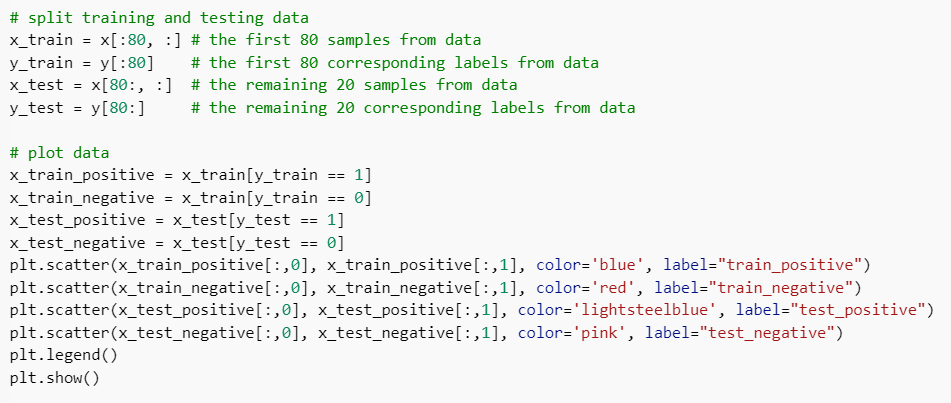 # split training and testing data
x_train = x[:80, :] # the first 80 samples from data
y_train = y[:80]    # the first 80 corresponding labels from data
x_test = x[80:, :]  # the remaining 20 samples from data
y_test = y[80:]     # the remaining 20 corresponding labels from data

# plot data
x_train_positive = x_train[y_train == 1]
x_train_negative = x_train[y_train == 0]
x_test_positive = x_test[y_test == 1]
x_test_negative = x_test[y_test == 0]
plt.scatter(x_train_positive[:,0], x_train_positive[:,1], color='blue', label="train_positive")
plt.scatter(x_train_negative[:,0], x_train_negative[:,1], color='red', label="train_negative")
plt.scatter(x_test_positive[:,0], x_test_positive[:,1], color='lightsteelblue', label="test_positive")
plt.scatter(x_test_negative[:,0], x_test_negative[:,1], color='pink', label="test_negative")
plt.legend()
plt.show()